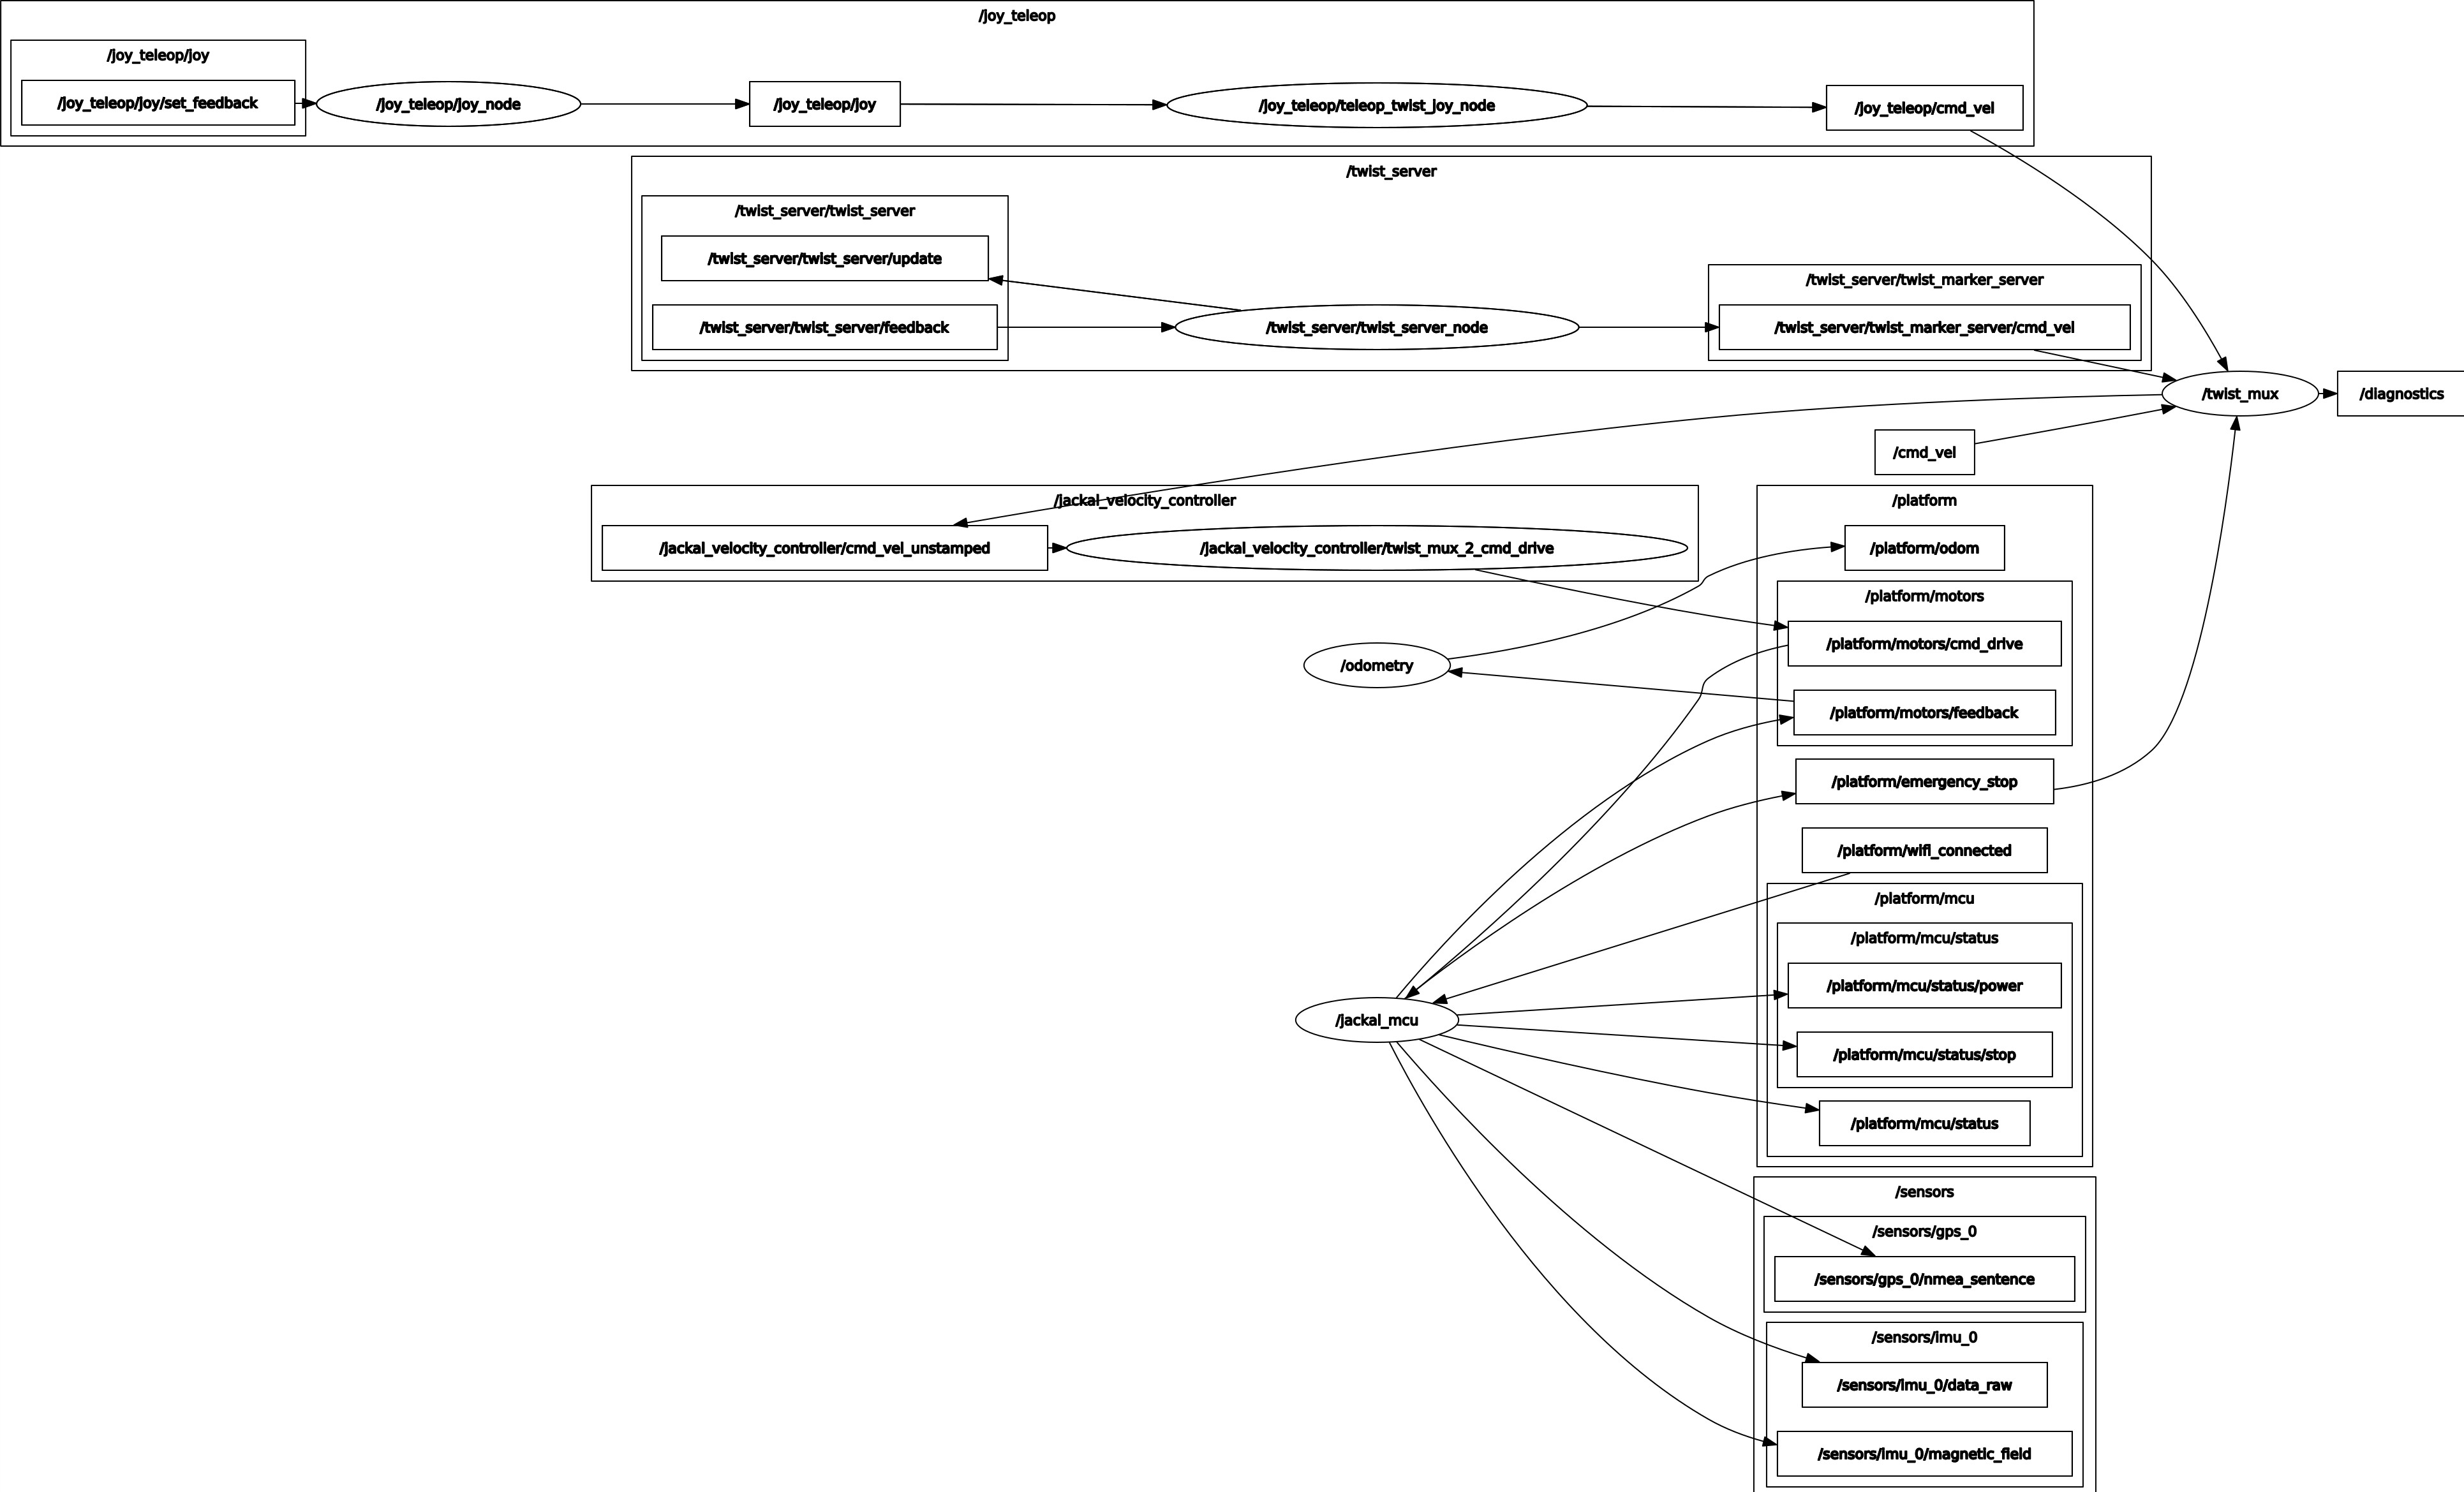 /joy_teleop
/joy_teleop/joy
/joy_teleop/joy/set_feedback
/joy_teleop/joy_node
/joy_teleop/joy
/joy_teleop/teleop_twist_joy_node
/joy_teleop/cmd_vel
/twist_server
/twist_server/twist_server
/twist_server/twist_server/update
/twist_server/twist_server/feedback
/twist_server/twist_server_node
/twist_server/twist_marker_server
/twist_server/twist_marker_server/cmd_vel
/twist_mux
/diagnostics
/cmd_vel
/jackal_velocity_controller
/jackal_velocity_controller/cmd_vel_unstamped
/jackal_velocity_controller/twist_mux_2_cmd_drive
/platform
/platform/odom
/platform/motors
/platform/motors/cmd_drive
/odometry
/platform/motors/feedback
/platform/emergency_stop
/platform/wifi_connected
/platform/mcu
/platform/mcu/status
/platform/mcu/status/power
/jackal_mcu
/platform/mcu/status/stop
/platform/mcu/status
/sensors
/sensors/gps_0
/sensors/gps_0/nmea_sentence
/sensors/imu_0
/sensors/imu_0/data_raw
/sensors/imu_0/magnetic_field